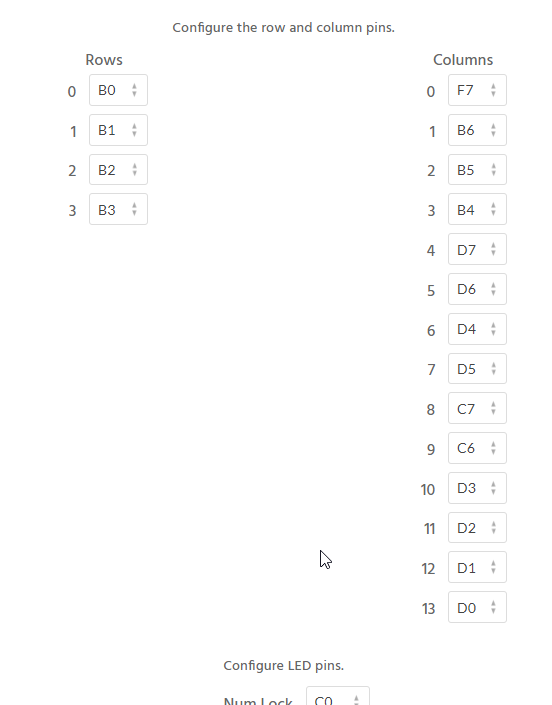 Configure the row and column pins.
Rows Columns
0 B0 0 F7
1 B1 1 B6
2 B2 2 B5
3 B3 3 B4
4 D7
5 D6
6 D4
7 D5
8 C7
9 C6
10 D3
11 D2
12 D1
13 D0
Configure LED pins.
Num Lock C0